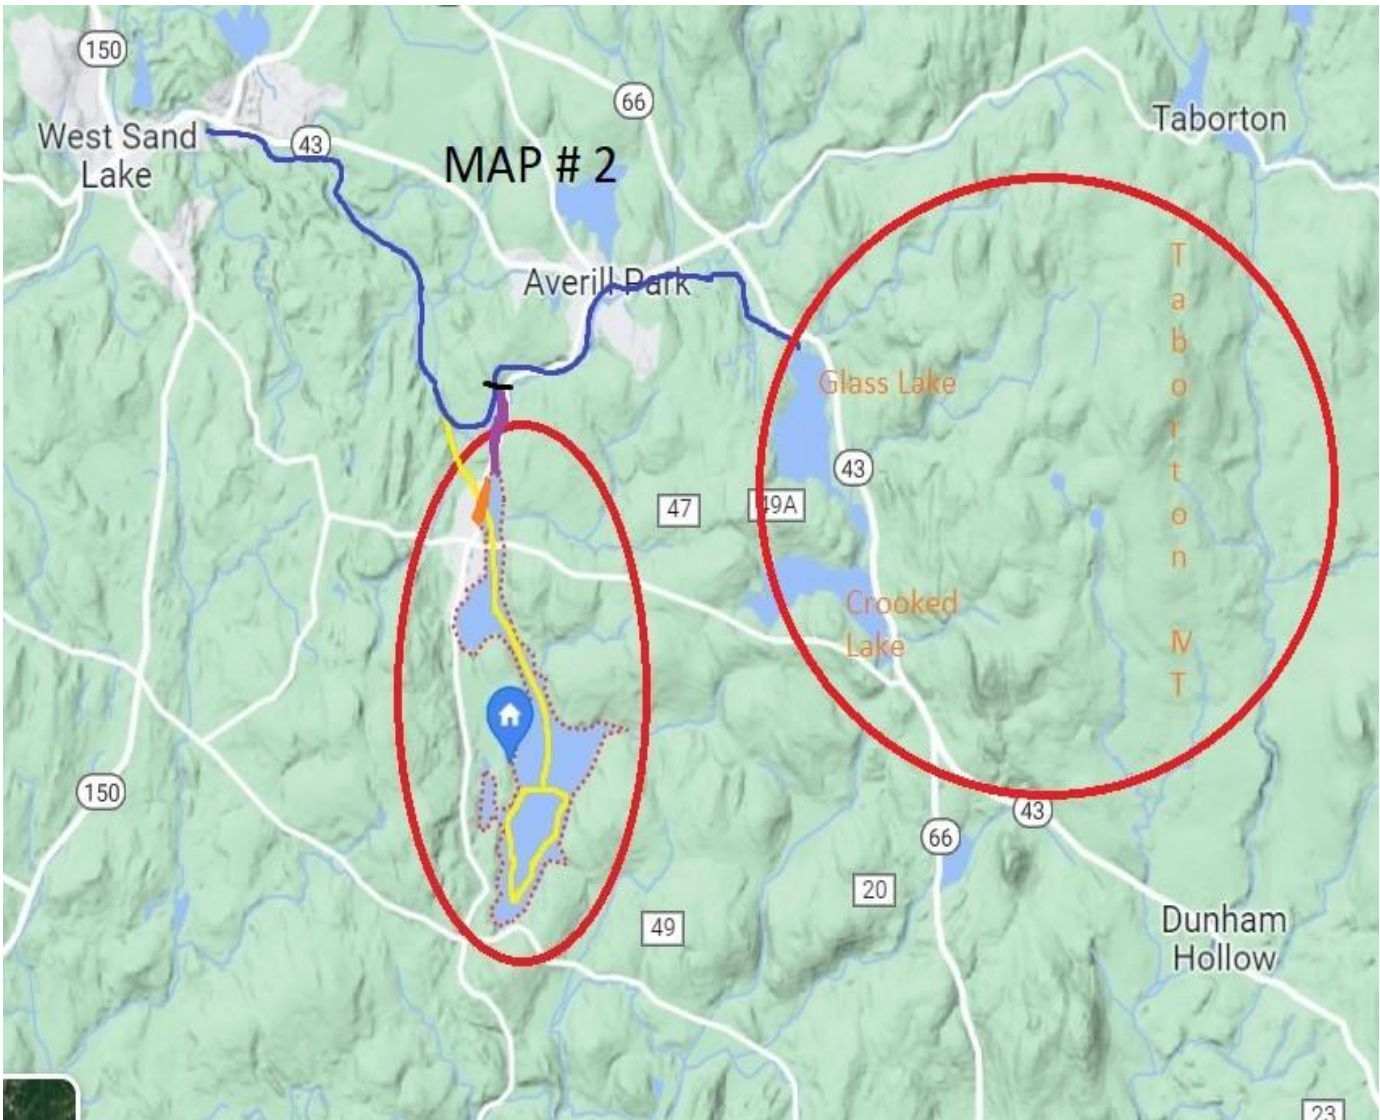 150
66
West Sand
Lake
43
MAP # 2
Taborton
Averill Park
T
a
b
o
r
t
o
n
M
T
Glass Lake
43
47
49A
Crooked
Lake
150
43
66
20
49
Dunham
Hollow
23